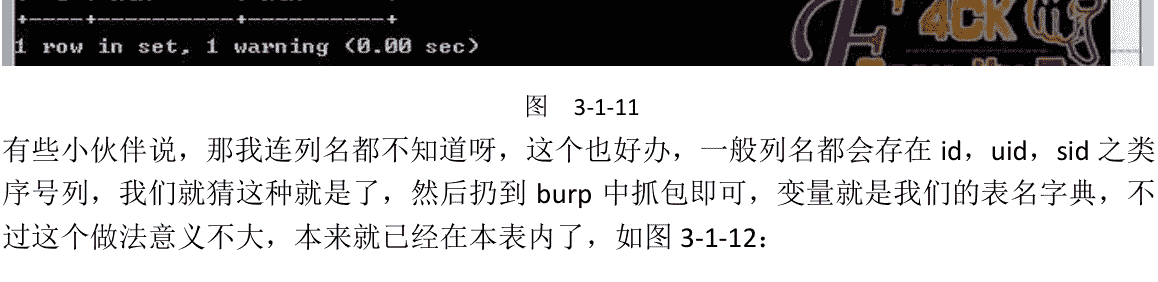 +----+----------+----------+
1 row in set, 1 warning (0.00 sec)
4CK
图 3-1-11
有些小伙伴说，那我连列名都不知道呀，这个也好办，一般列名都会存在 id，uid，sid 之类
序号列，我们就猜这种就是了，然后扔到 burp 中抓包即可，变量就是我们的表名字典，不
过这个做法意义不大，本来就已经在本表内了，如图 3-1-12：